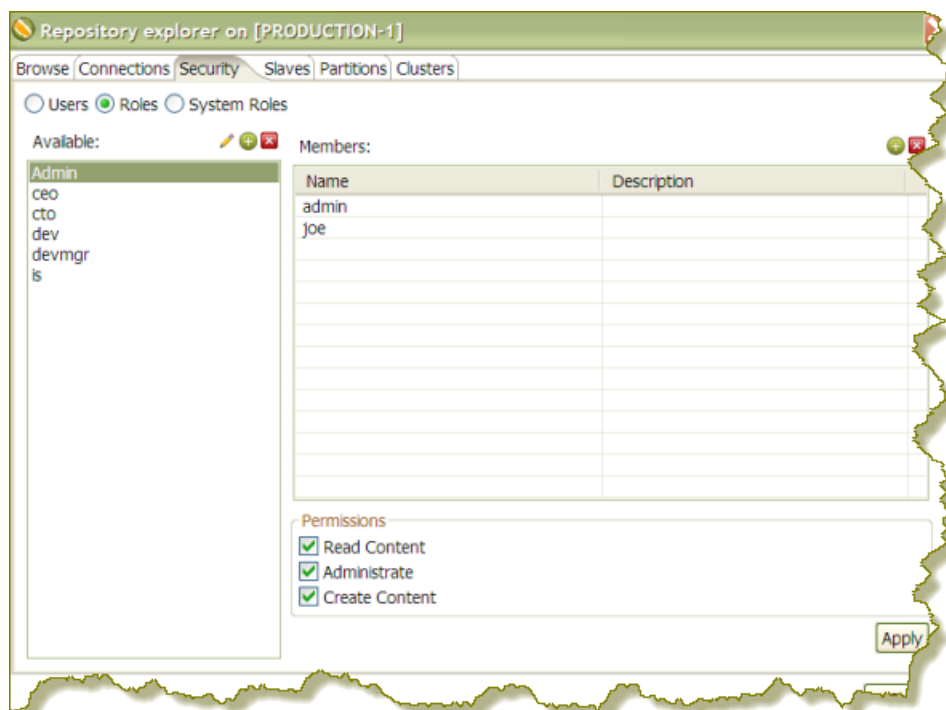 Repository explorer on [PRODUCTION-1]
Browse Connections Security Slaves Partitions Clusters
Users Roles System Roles
Available:
Members:
Admin
ceo
cto
dev
devmgr
is
Name Description
admin
joe
Permissions
Read Content
Administrate
Create Content
Apply